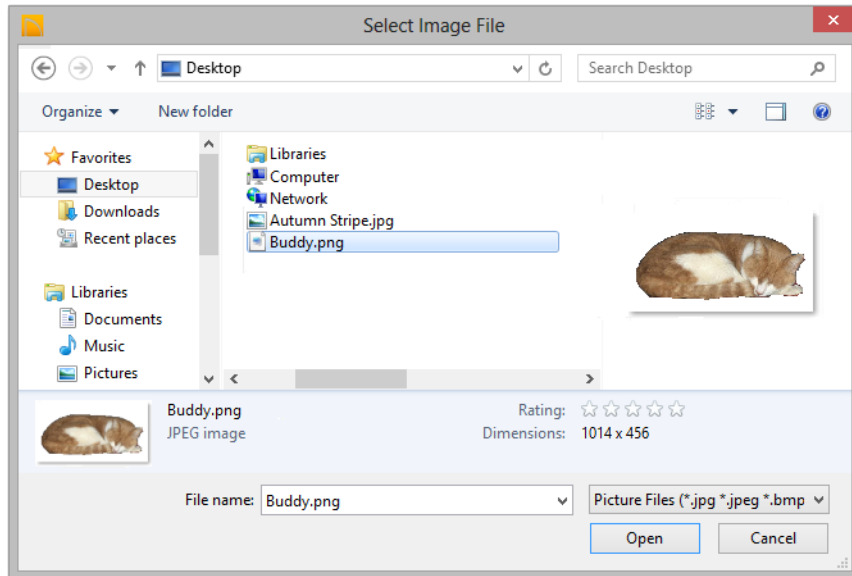 Select Image File
Desktop
Search Desktop
Organize
New folder
Favorites
Desktop
Downloads
Recent places
Libraries
Documents
Music
Pictures
Libraries
Computer
Network
Autumn Stripe.jpg
Buddy.png
Buddy.png
JPEG image
Rating:
Dimensions: 1014 x 456
File name: Buddy.png
Picture Files (*.jpg *.jpeg *.bmp
Open
Cancel